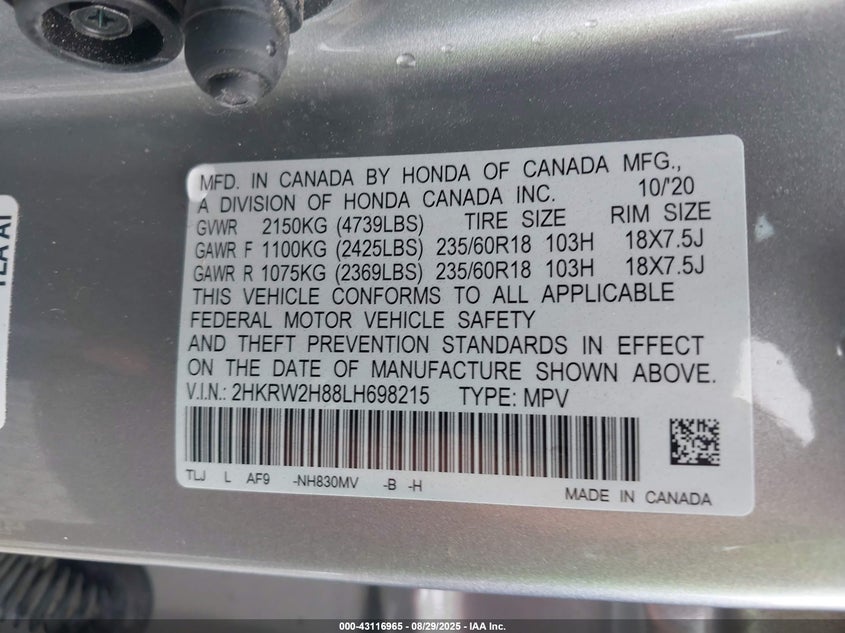 MFD. IN CANADA BY HONDA OF CANADA MFG.,
A DIVISION OF HONDA CANADA INC. 10/'20
GVWR 2150KG (4739LBS) TIRE SIZE RIM SIZE
GAWR F 1100KG (2425LBS) 235/60R18 103H 18X7.5J
GAWR R 1075KG (2369LBS) 235/60R18 103H 18X7.5J
THIS VEHICLE CONFORMS TO ALL APPLICABLE
FEDERAL MOTOR VEHICLE SAFETY
AND THEFT PREVENTION STANDARDS IN EFFECT
ON THE DATE OF MANUFACTURE SHOWN ABOVE.
V.I.N.: 2HKRW2H88LH698215 TYPE: MPV
TLJ L AF9 -NH830MV -B -H
MADE IN CANADA
000-43116965 - 08/29/2025 - IAA Inc.